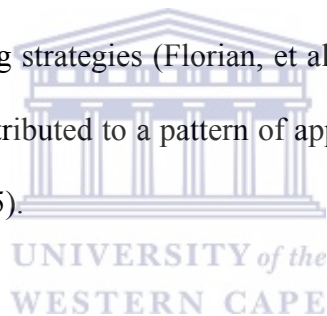 g strategies (Florian, et al
tributed to a pattern of app
5).
UNIVERSITY of the
WESTERN CAPE